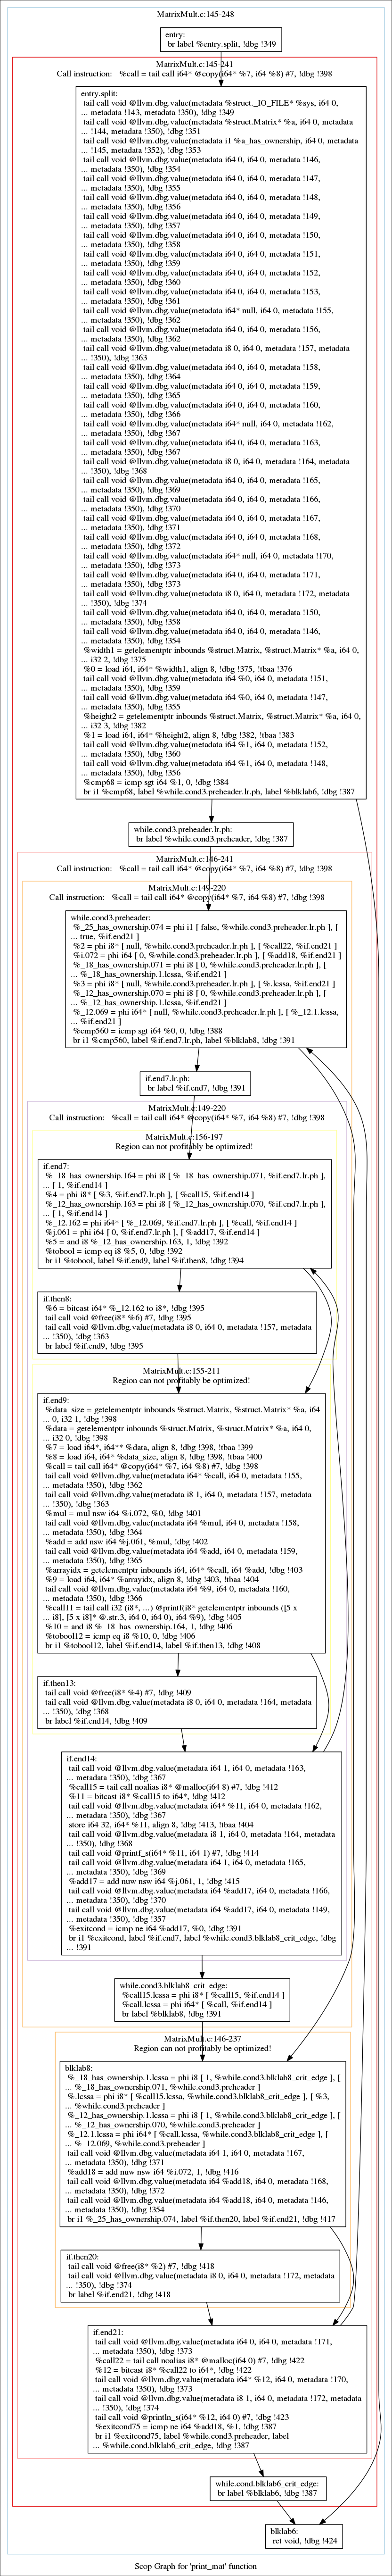 MatrixMult.c:145-248
entry:
br label %entry.split, !dbg !349
MatrixMult.c:145-241
Call instruction: %call = tail call i64* @copy(i64* %7, i64 %8) #7, !dbg !398
entry.split:
tail call void @llvm.dbg.value(metadata %struct._IO_FILE* %sys, i64 0,
... metadata !143, metadata !350), !dbg !349
tail call void @llvm.dbg.value(metadata %struct.Matrix* %a, i64 0, metadata
... !144, metadata !350), !dbg !351
tail call void @llvm.dbg.value(metadata i1 %a_has_ownership, i64 0, metadata
... !145, metadata !352), !dbg !353
tail call void @llvm.dbg.value(metadata i64 0, i64 0, metadata !146,
... metadata !350), !dbg !354
tail call void @llvm.dbg.value(metadata i64 0, i64 0, metadata !147,
... metadata !350), !dbg !355
tail call void @llvm.dbg.value(metadata i64 0, i64 0, metadata !148,
... metadata !350), !dbg !356
tail call void @llvm.dbg.value(metadata i64 0, i64 0, metadata !149,
... metadata !350), !dbg !357
tail call void @llvm.dbg.value(metadata i64 0, i64 0, metadata !150,
... metadata !350), !dbg !358
tail call void @llvm.dbg.value(metadata i64 0, i64 0, metadata !151,
... metadata !350), !dbg !359
tail call void @llvm.dbg.value(metadata i64 0, i64 0, metadata !152,
... metadata !350), !dbg !360
tail call void @llvm.dbg.value(metadata i64 0, i64 0, metadata !153,
... metadata !350), !dbg !361
tail call void @llvm.dbg.value(metadata i64* null, i64 0, metadata !155,
... metadata !350), !dbg !362
tail call void @llvm.dbg.value(metadata i64 0, i64 0, metadata !156,
... metadata !350), !dbg !362
tail call void @llvm.dbg.value(metadata i8 0, i64 0, metadata !157, metadata
... !350), !dbg !363
tail call void @llvm.dbg.value(metadata i64 0, i64 0, metadata !158,
... metadata !350), !dbg !364
tail call void @llvm.dbg.value(metadata i64 0, i64 0, metadata !159,
... metadata !350), !dbg !365
tail call void @llvm.dbg.value(metadata i64 0, i64 0, metadata !160,
... metadata !350), !dbg !366
tail call void @llvm.dbg.value(metadata i64* null, i64 0, metadata !162,
... metadata !350), !dbg !367
tail call void @llvm.dbg.value(metadata i64 0, i64 0, metadata !163,
... metadata !350), !dbg !367
tail call void @llvm.dbg.value(metadata i8 0, i64 0, metadata !164, metadata
... !350), !dbg !368
tail call void @llvm.dbg.value(metadata i64 0, i64 0, metadata !165,
... metadata !350), !dbg !369
tail call void @llvm.dbg.value(metadata i64 0, i64 0, metadata !166,
... metadata !350), !dbg !370
tail call void @llvm.dbg.value(metadata i64 0, i64 0, metadata !167,
... metadata !350), !dbg !371
tail call void @llvm.dbg.value(metadata i64 0, i64 0, metadata !168,
... metadata !350), !dbg !372
tail call void @llvm.dbg.value(metadata i64* null, i64 0, metadata !170,
... metadata !350), !dbg !373
tail call void @llvm.dbg.value(metadata i64 0, i64 0, metadata !171,
... metadata !350), !dbg !373
tail call void @llvm.dbg.value(metadata i8 0, i64 0, metadata !172, metadata
... !350), !dbg !374
tail call void @llvm.dbg.value(metadata i64 0, i64 0, metadata !150,
... metadata !350), !dbg !358
tail call void @llvm.dbg.value(metadata i64 0, i64 0, metadata !146,
... metadata !350), !dbg !354
%width1 = getelementptr inbounds %struct.Matrix, %struct.Matrix* %a, i64 0,
... i32 2, !dbg !375
%0 = load i64, i64* %width1, align 8, !dbg !375, !tbaa !376
tail call void @llvm.dbg.value(metadata i64 %0, i64 0, metadata !151,
... metadata !350), !dbg !359
tail call void @llvm.dbg.value(metadata i64 %0, i64 0, metadata !147,
... metadata !350), !dbg !355
%height2 = getelementptr inbounds %struct.Matrix, %struct.Matrix* %a, i64 0,
... i32 3, !dbg !382
%1 = load i64, i64* %height2, align 8, !dbg !382, !tbaa !383
tail call void @llvm.dbg.value(metadata i64 %1, i64 0, metadata !152,
... metadata !350), !dbg !360
tail call void @llvm.dbg.value(metadata i64 %1, i64 0, metadata !148,
... metadata !350), !dbg !356
%cmp68 = icmp sgt i64 %1, 0, !dbg !384
br i1 %cmp68, label %while.cond3.preheader.lr.ph, label %blklab6, !dbg !387
while.cond3.preheader.lr.ph:
br label %while.cond3.preheader, !dbg !387
MatrixMult.c:146-241
Call instruction: %call = tail call i64* @copy(i64* %7, i64 %8) #7, !dbg !398
MatrixMult.c:149-220
Call instruction: %call = tail call i64* @copy(i64* %7, i64 %8) #7, !dbg !398
while.cond3.preheader:
%_25_has_ownership.074 = phi i1 [ false, %while.cond3.preheader.lr.ph ], [
... true, %if.end21 ]
%2 = phi i8* [ null, %while.cond3.preheader.lr.ph ], [ %call22, %if.end21 ]
%i.072 = phi i64 [ 0, %while.cond3.preheader.lr.ph ], [ %add18, %if.end21 ]
%_18_has_ownership.071 = phi i8 [ 0, %while.cond3.preheader.lr.ph ], [
... %_18_has_ownership.1.lcssa, %if.end21 ]
%3 = phi i8* [ null, %while.cond3.preheader.lr.ph ], [ %.lcssa, %if.end21 ]
%_12_has_ownership.070 = phi i8 [ 0, %while.cond3.preheader.lr.ph ], [
... %_12_has_ownership.1.lcssa, %if.end21 ]
%_12.069 = phi i64* [ null, %while.cond3.preheader.lr.ph ], [ %_12.1.lcssa,
... %if.end21 ]
%cmp560 = icmp sgt i64 %0, 0, !dbg !388
br i1 %cmp560, label %if.end7.lr.ph, label %blklab8, !dbg !391
if.end7.lr.ph:
br label %if.end7, !dbg !391
MatrixMult.c:149-220
Call instruction: %call = tail call i64* @copy(i64* %7, i64 %8) #7, !dbg !398
MatrixMult.c:156-197
Region can not profitably be optimized!
if.end7:
%_18_has_ownership.164 = phi i8 [ %_18_has_ownership.071, %if.end7.lr.ph ],
... [ 1, %if.end14 ]
%4 = phi i8* [ %3, %if.end7.lr.ph ], [ %call15, %if.end14 ]
%_12_has_ownership.163 = phi i8 [ %_12_has_ownership.070, %if.end7.lr.ph ],
... [ 1, %if.end14 ]
%_12.162 = phi i64* [ %_12.069, %if.end7.lr.ph ], [ %call, %if.end14 ]
%j.061 = phi i64 [ 0, %if.end7.lr.ph ], [ %add17, %if.end14 ]
%5 = and i8 %_12_has_ownership.163, 1, !dbg !392
%tobool = icmp eq i8 %5, 0, !dbg !392
br i1 %tobool, label %if.end9, label %if.then8, !dbg !394
if.then8:
%6 = bitcast i64* %_12.162 to i8*, !dbg !395
tail call void @free(i8* %6) #7, !dbg !395
tail call void @llvm.dbg.value(metadata i8 0, i64 0, metadata !157, metadata
... !350), !dbg !363
br label %if.end9, !dbg !395
MatrixMult.c:155-211
Region can not profitably be optimized!
if.end9:
%data_size = getelementptr inbounds %struct.Matrix, %struct.Matrix* %a, i64
... 0, i32 1, !dbg !398
%data = getelementptr inbounds %struct.Matrix, %struct.Matrix* %a, i64 0,
... i32 0, !dbg !398
%7 = load i64*, i64** %data, align 8, !dbg !398, !tbaa !399
%8 = load i64, i64* %data_size, align 8, !dbg !398, !tbaa !400
%call = tail call i64* @copy(i64* %7, i64 %8) #7, !dbg !398
tail call void @llvm.dbg.value(metadata i64* %call, i64 0, metadata !155,
... metadata !350), !dbg !362
tail call void @llvm.dbg.value(metadata i8 1, i64 0, metadata !157, metadata
... !350), !dbg !363
%mul = mul nsw i64 %i.072, %0, !dbg !401
tail call void @llvm.dbg.value(metadata i64 %mul, i64 0, metadata !158,
... metadata !350), !dbg !364
%add = add nsw i64 %j.061, %mul, !dbg !402
tail call void @llvm.dbg.value(metadata i64 %add, i64 0, metadata !159,
... metadata !350), !dbg !365
%arrayidx = getelementptr inbounds i64, i64* %call, i64 %add, !dbg !403
%9 = load i64, i64* %arrayidx, align 8, !dbg !403, !tbaa !404
tail call void @llvm.dbg.value(metadata i64 %9, i64 0, metadata !160,
... metadata !350), !dbg !366
%call11 = tail call i32 (i8*, ...) @printf(i8* getelementptr inbounds ([5 x
... i8], [5 x i8]* @.str.3, i64 0, i64 0), i64 %9), !dbg !405
%10 = and i8 %_18_has_ownership.164, 1, !dbg !406
%tobool12 = icmp eq i8 %10, 0, !dbg !406
br i1 %tobool12, label %if.end14, label %if.then13, !dbg !408
if.then13:
tail call void @free(i8* %4) #7, !dbg !409
tail call void @llvm.dbg.value(metadata i8 0, i64 0, metadata !164, metadata
... !350), !dbg !368
br label %if.end14, !dbg !409
if.end14:
tail call void @llvm.dbg.value(metadata i64 1, i64 0, metadata !163,
... metadata !350), !dbg !367
%call15 = tail call noalias i8* @malloc(i64 8) #7, !dbg !412
%11 = bitcast i8* %call15 to i64*, !dbg !412
tail call void @llvm.dbg.value(metadata i64* %11, i64 0, metadata !162,
... metadata !350), !dbg !367
store i64 32, i64* %11, align 8, !dbg !413, !tbaa !404
tail call void @llvm.dbg.value(metadata i8 1, i64 0, metadata !164, metadata
... !350), !dbg !368
tail call void @printf_s(i64* %11, i64 1) #7, !dbg !414
tail call void @llvm.dbg.value(metadata i64 1, i64 0, metadata !165,
... metadata !350), !dbg !369
%add17 = add nuw nsw i64 %j.061, 1, !dbg !415
tail call void @llvm.dbg.value(metadata i64 %add17, i64 0, metadata !166,
... metadata !350), !dbg !370
tail call void @llvm.dbg.value(metadata i64 %add17, i64 0, metadata !149,
... metadata !350), !dbg !357
%exitcond = icmp ne i64 %add17, %0, !dbg !391
br i1 %exitcond, label %if.end7, label %while.cond3.blklab8_crit_edge, !dbg
... !391
while.cond3.blklab8_crit_edge:
%call15.lcssa = phi i8* [ %call15, %if.end14 ]
%call.lcssa = phi i64* [ %call, %if.end14 ]
br label %blklab8, !dbg !391
MatrixMult.c:146-237
Region can not profitably be optimized!
blklab8:
%_18_has_ownership.1.lcssa = phi i8 [ 1, %while.cond3.blklab8_crit_edge ], [
... %_18_has_ownership.071, %while.cond3.preheader ]
%.lcssa = phi i8* [ %call15.lcssa, %while.cond3.blklab8_crit_edge ], [ %3,
... %while.cond3.preheader ]
%_12_has_ownership.1.lcssa = phi i8 [ 1, %while.cond3.blklab8_crit_edge ], [
... %_12_has_ownership.070, %while.cond3.preheader ]
%_12.1.lcssa = phi i64* [ %call.lcssa, %while.cond3.blklab8_crit_edge ], [
... %_12.069, %while.cond3.preheader ]
tail call void @llvm.dbg.value(metadata i64 1, i64 0, metadata !167,
... metadata !350), !dbg !371
%add18 = add nuw nsw i64 %i.072, 1, !dbg !416
tail call void @llvm.dbg.value(metadata i64 %add18, i64 0, metadata !168,
... metadata !350), !dbg !372
tail call void @llvm.dbg.value(metadata i64 %add18, i64 0, metadata !146,
... metadata !350), !dbg !354
br i1 %_25_has_ownership.074, label %if.then20, label %if.end21, !dbg !417
if.then20:
tail call void @free(i8* %2) #7, !dbg !418
tail call void @llvm.dbg.value(metadata i8 0, i64 0, metadata !172, metadata
... !350), !dbg !374
br label %if.end21, !dbg !418
if.end21:
tail call void @llvm.dbg.value(metadata i64 0, i64 0, metadata !171,
... metadata !350), !dbg !373
%call22 = tail call noalias i8* @malloc(i64 0) #7, !dbg !422
%12 = bitcast i8* %call22 to i64*, !dbg !422
tail call void @llvm.dbg.value(metadata i64* %12, i64 0, metadata !170,
... metadata !350), !dbg !373
tail call void @llvm.dbg.value(metadata i8 1, i64 0, metadata !172, metadata
... !350), !dbg !374
tail call void @println_s(i64* %12, i64 0) #7, !dbg !423
%exitcond75 = icmp ne i64 %add18, %1, !dbg !387
br i1 %exitcond75, label %while.cond3.preheader, label
... %while.cond.blklab6_crit_edge, !dbg !387
while.cond.blklab6_crit_edge:
br label %blklab6, !dbg !387
blklab6:
ret void, !dbg !424
Scop Graph for 'print_mat' function